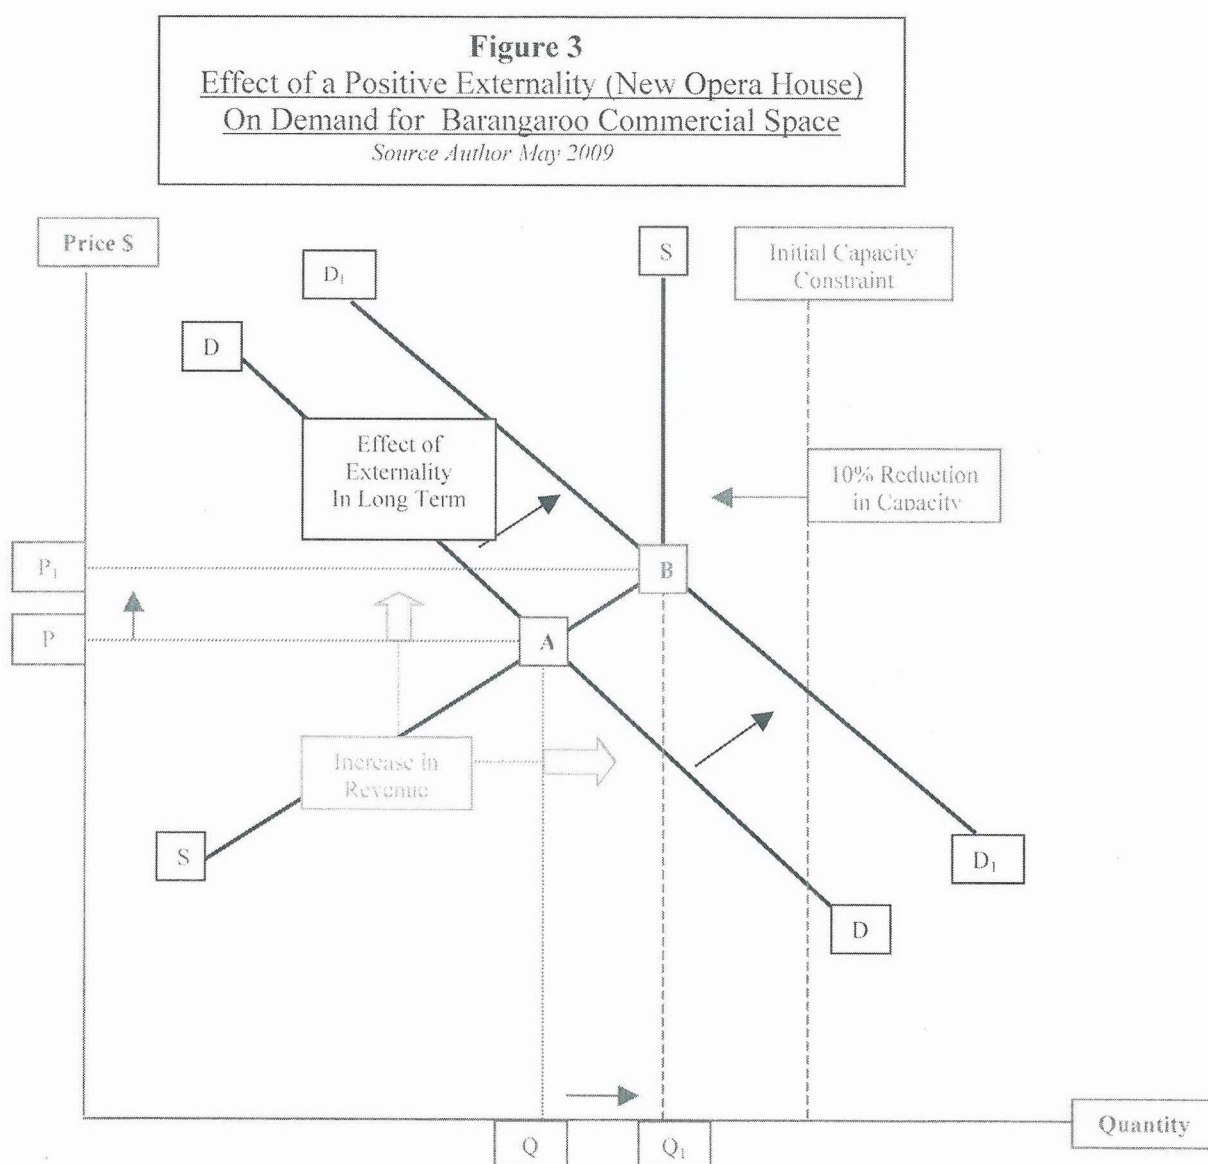 Figure 3
Effect of a Positive Externality (New Opera House)
On Demand for Barangaroo Commercial Space
Source Author May 2009
Price $
D₁
S
Initial Capacity
Constraint
D
Effect of
Externality
In Long Term
10% Reduction
in Capacity
P₁
B
P
A
Increase in
Revenue
S
D₁
D
Q
Q₁
Quantity